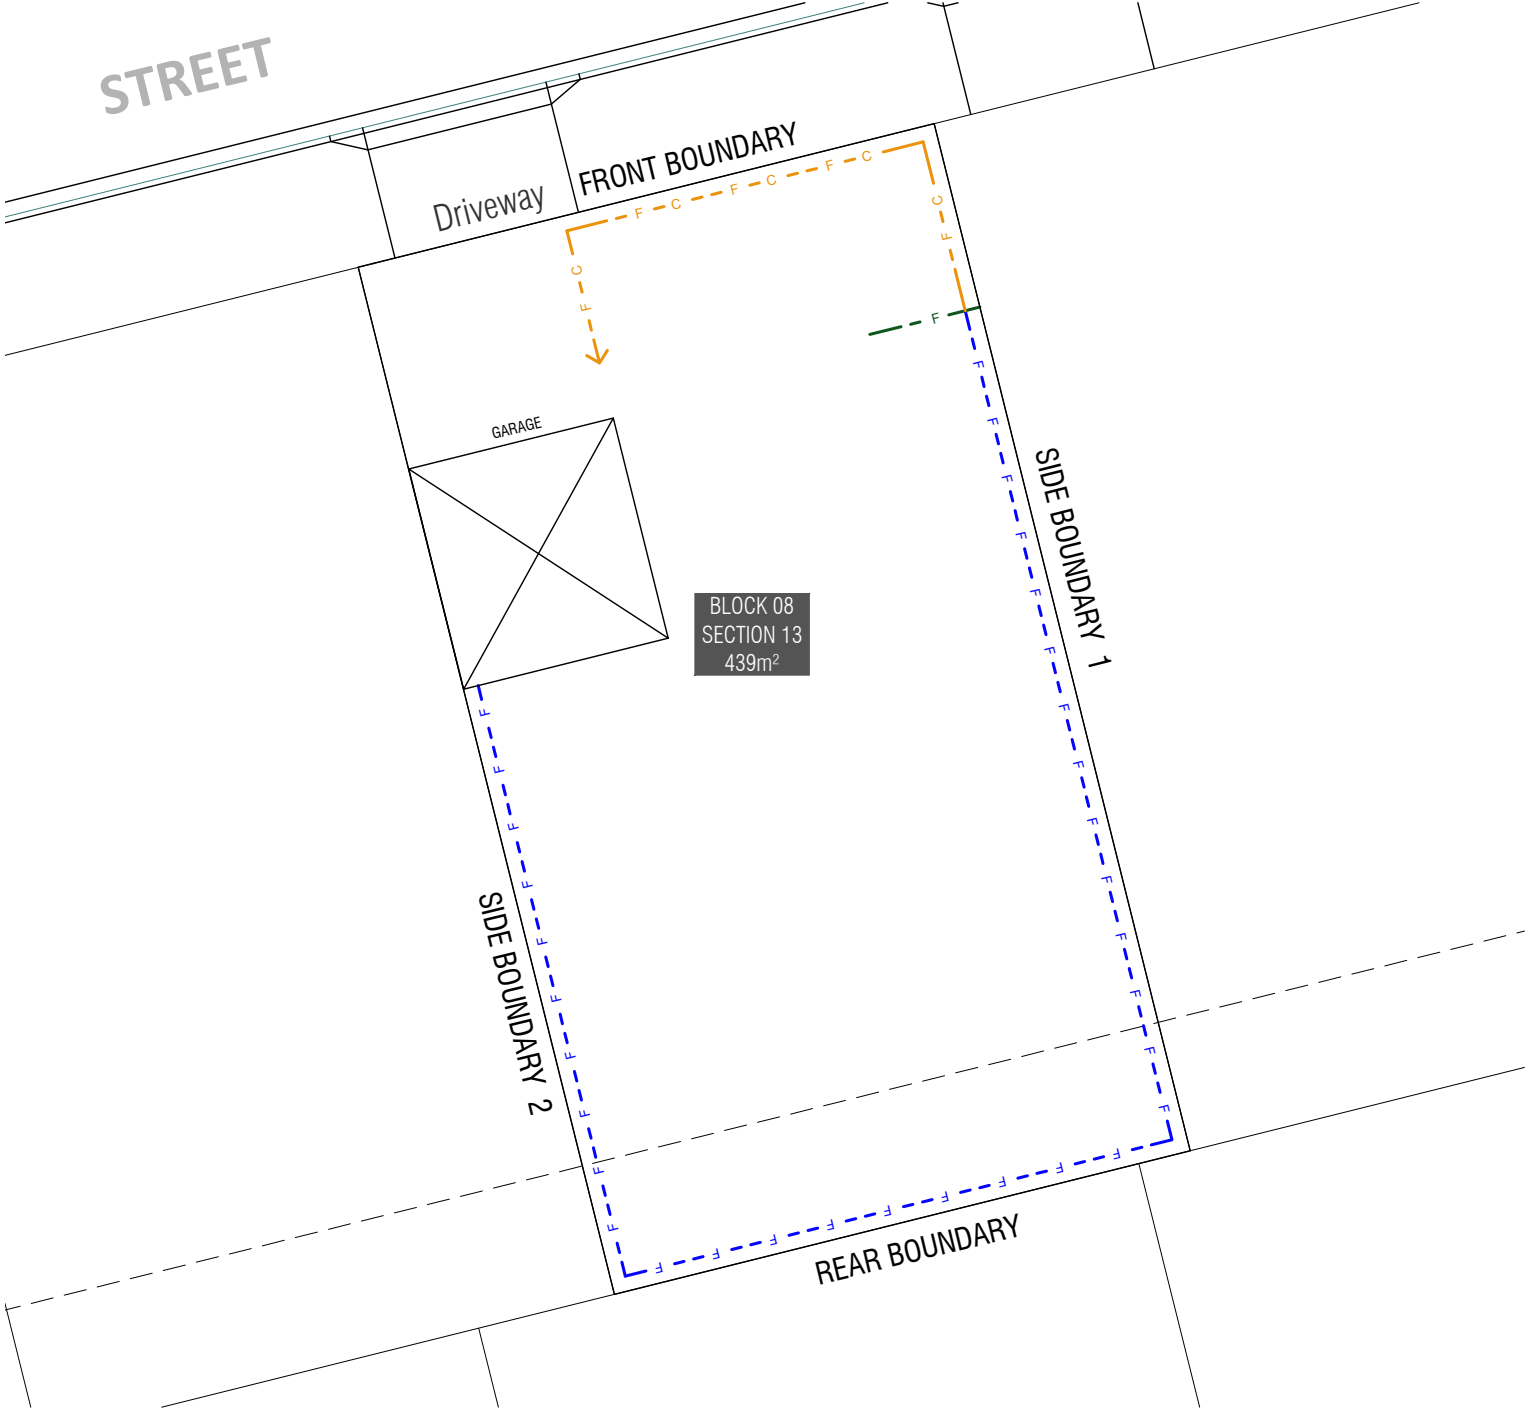 STREET
FRONT BOUNDARY
Driveway
F C F C F C
C F
C F
F
GARAGE
SIDE BOUNDARY 1
BLOCK 08
SECTION 13
439m²
F F F F F F F F F F F F F F
F F F F F F F F F F
SIDE BOUNDARY 2
F F F F F F F F F
REAR BOUNDARY